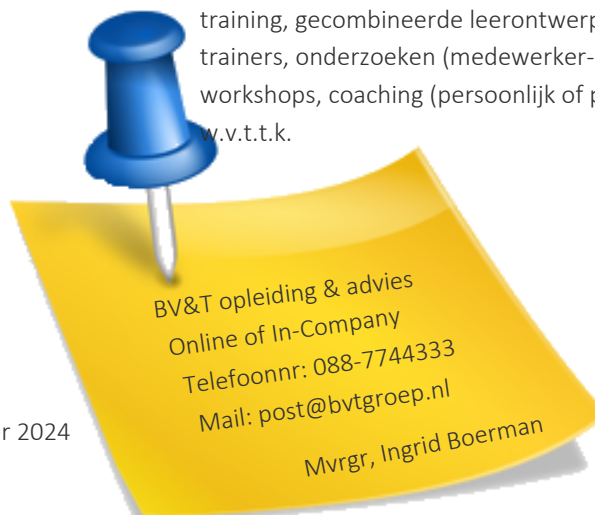 training, gecombineerde leerontwerp
trainers, onderzoeken (medewerker-
workshops, coaching (persoonlijk of p
w.v.t.t.k.
BV&T opleiding & advies
Online of In-Company
Telefoonnr: 088-7744333
Mail: post@bvtgroep.nl
r 2024
Mvrgr, Ingrid Boerman